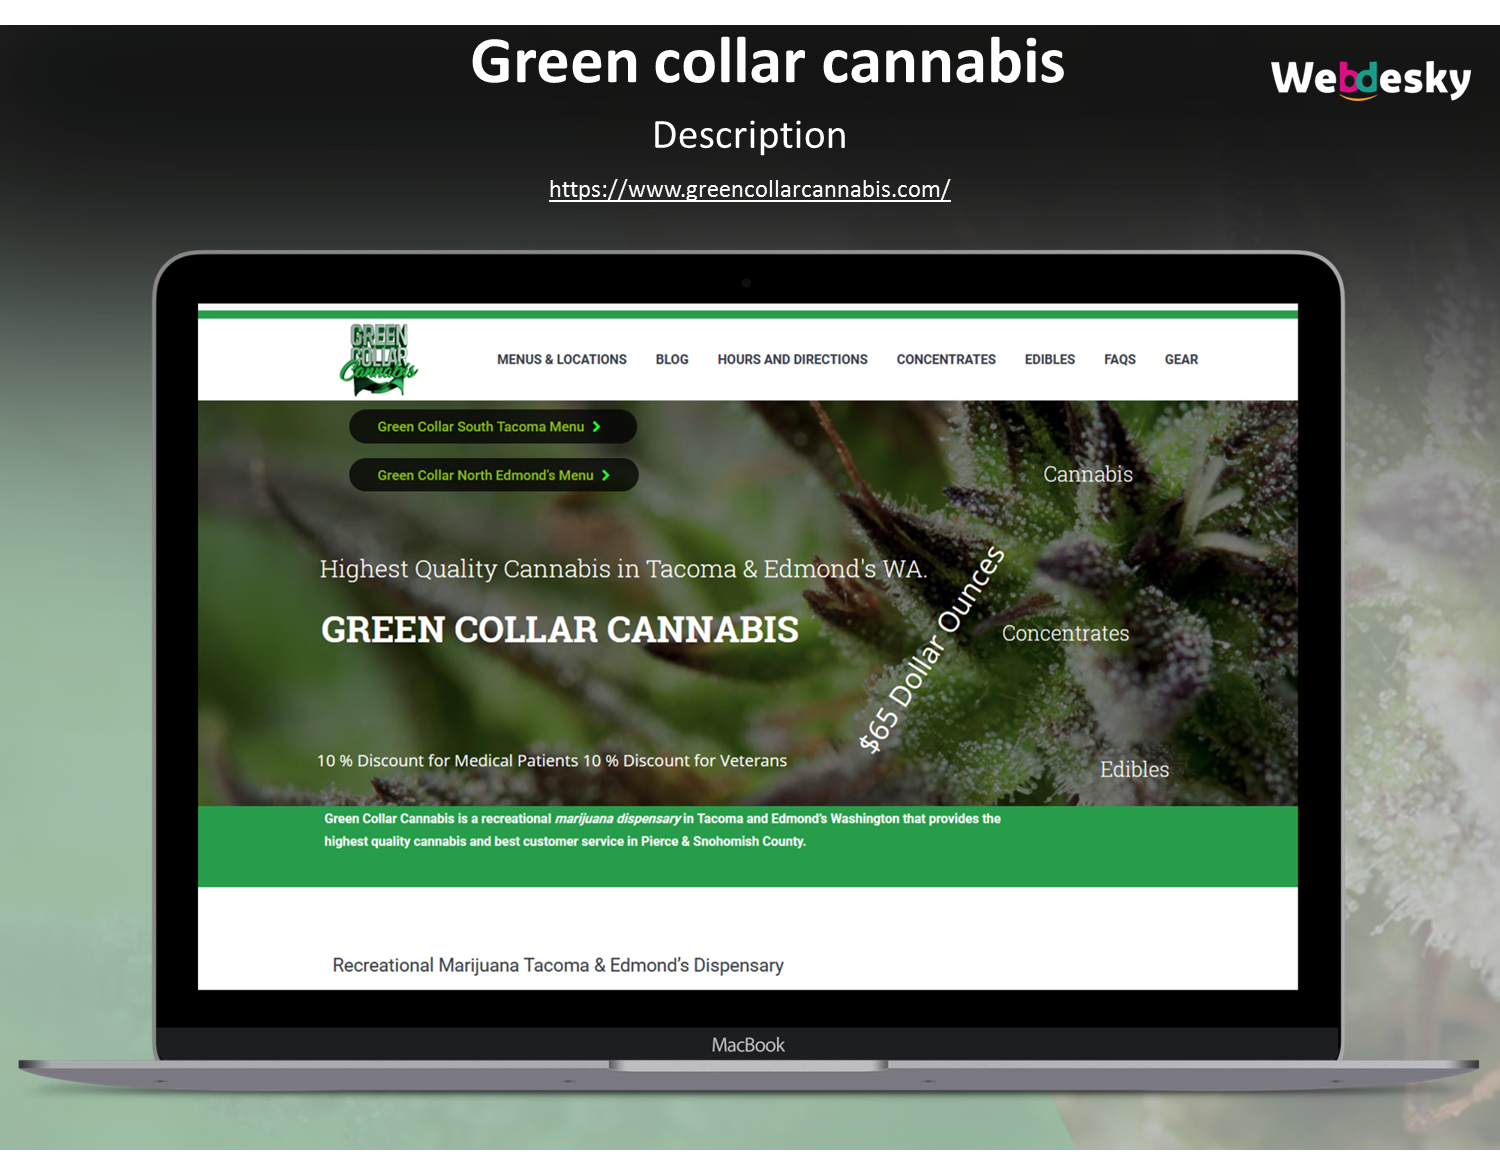 Green collar cannabis
Webdesky
Description
https://www.greencollarcannabis.com/
GREEN
COLLAR
Cannabis
MENUS & LOCATIONS BLOG HOURS AND DIRECTIONS CONCENTRATES EDIBLES FAQS GEAR
Green Collar South Tacoma Menu
Green Collar North Edmond's Menu
Cannabis
Highest Quality Cannabis in Tacoma & Edmond's WA.
GREEN COLLAR CANNABIS
$65 Dollar Ounces
Concentrates
10 % Discount for Medical Patients 10 % Discount for Veterans
Edibles
Green Collar Cannabis is a recreational marijuana dispensary in Tacoma and Edmond's Washington that provides the
highest quality cannabis and best customer service in Pierce & Snohomish County.
Recreational Marijuana Tacoma & Edmond’s Dispensary
MacBook